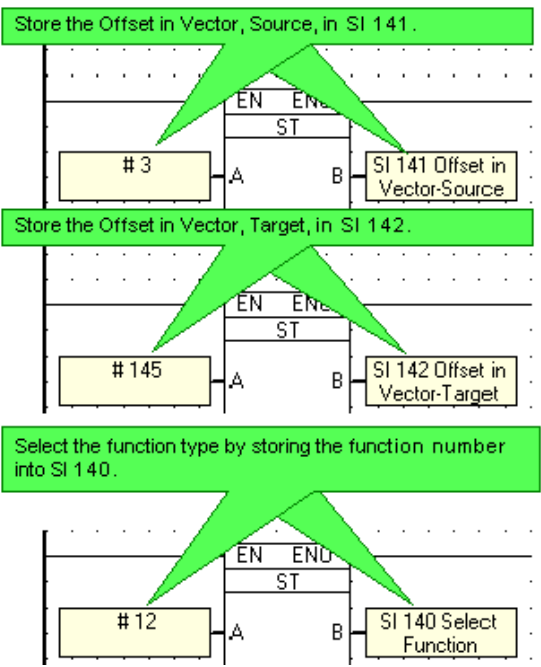 Store the Offset in Vector, Source, in SI 141.
EN ENO
ST
# 3
A
B
SI 141 Offset in
Vector-Source
Store the Offset in Vector, Target, in SI 142.
EN ENO
ST
# 145
A
B
SI 142 Offset in
Vector-Target
Select the function type by storing the function number
into SI 140.
EN ENO
ST
# 12
A
B
SI 140 Select
Function